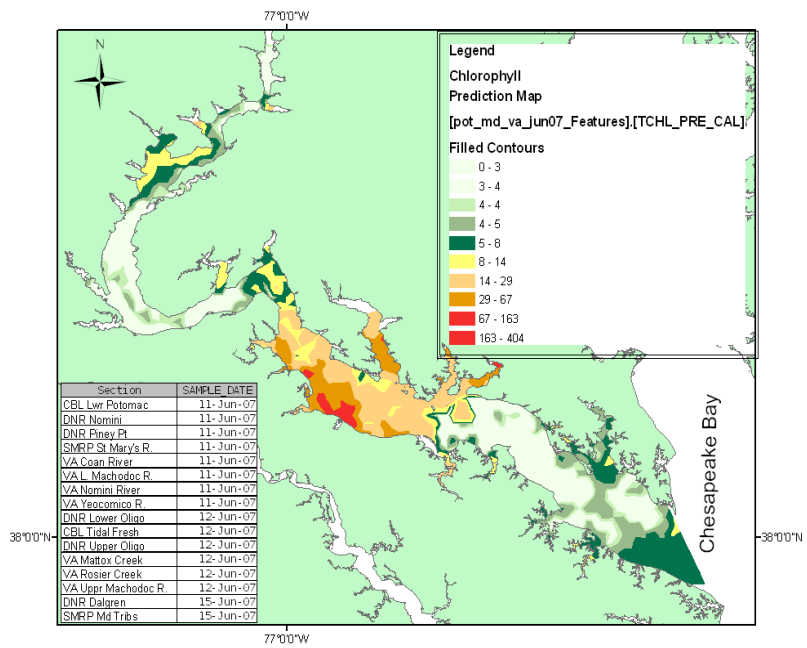 77°0'0"W
N
Legend
Chlorophyll
Prediction Map
[pot_md_va_jun07_Features].[TCHL_PRE_CAL]
Filled Contours
0 - 3
3 - 4
4 - 4
4 - 5
5 - 8
8 - 14
14 - 29
29 - 67
67 - 163
163 - 404
Section SAMPLE_DATE
CBL Lwr Potomac 11-Jun-07
DNR Nomini 11-Jun-07
DNR Piney Pt 11-Jun-07
SMRP St Mary's R. 11-Jun-07
VA Coan River 11-Jun-07
VA L. Machodoc R. 11-Jun-07
VA Nomini River 11-Jun-07
VA Yeocomico R. 11-Jun-07
DNR Lower Oligo 12-Jun-07
CBL Tidal Fresh 12-Jun-07
DNR Upper Oligo 12-Jun-07
VA Mattox Creek 12-Jun-07
VA Rosier Creek 12-Jun-07
VA Uppr Machodoc R. 12-Jun-07
DNR Dalgren 15-Jun-07
SMRP Md Tribs 15-Jun-07
Chesapeake Bay
38°0'0"N
38°0'0"N
77°0'0"W